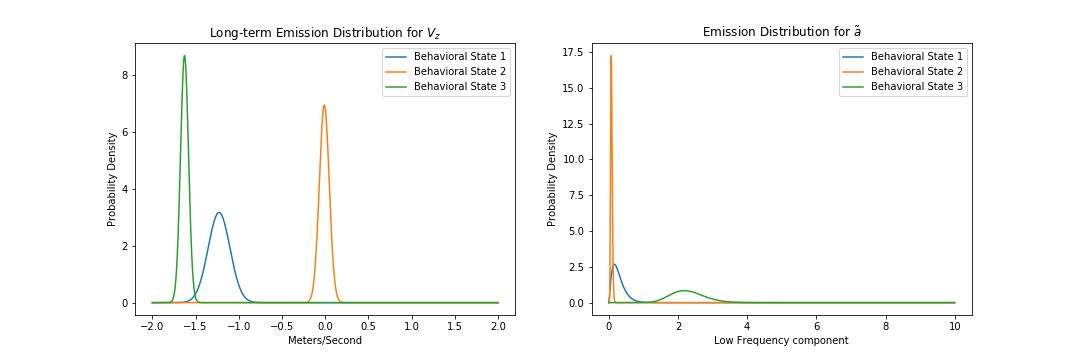 Long-term Emission Distribution for V_z
Behavioral State 1
Behavioral State 2
Behavioral State 3
Probability Density
8
6
4
2
0
−2.0 −1.5 −1.0 −0.5 0.0 0.5 1.0 1.5 2.0
Meters/Second
Emission Distribution for ã
Behavioral State 1
Behavioral State 2
Behavioral State 3
Probability Density
17.5
15.0
12.5
10.0
7.5
5.0
2.5
0.0
0 2 4 6 8 10
Low Frequency component